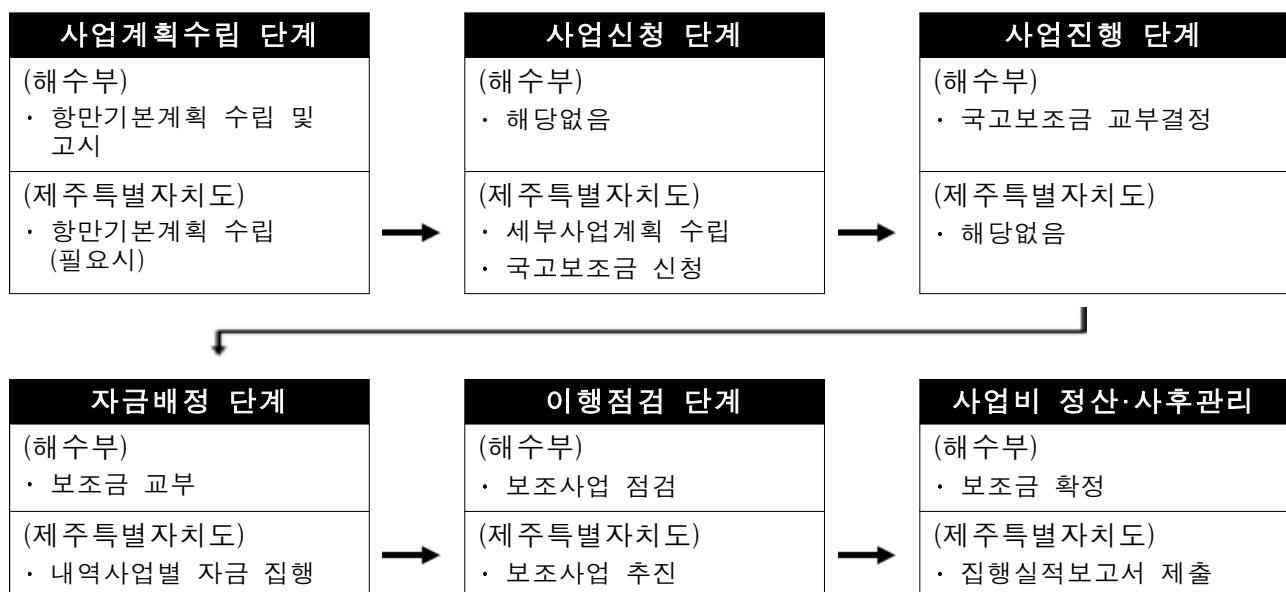 사업계획수립 단계
(해수부)
· 항만기본계획 수립 및
고시
(제주특별자치도)
· 항만기본계획 수립
(필요시)
사업신청 단계
(해수부)
· 해당없음
(제주특별자치도)
· 세부사업계획 수립
· 국고보조금 신청
사업진행 단계
(해수부)
· 국고보조금 교부결정
(제주특별자치도)
· 해당없음
자금배정 단계
(해수부)
· 보조금 교부
(제주특별자치도)
· 내역사업별 자금 집행
이행점검 단계
(해수부)
· 보조사업 점검
(제주특별자치도)
· 보조사업 추진
사업비 정산·사후관리
(해수부)
· 보조금 확정
(제주특별자치도)
· 집행실적보고서 제출